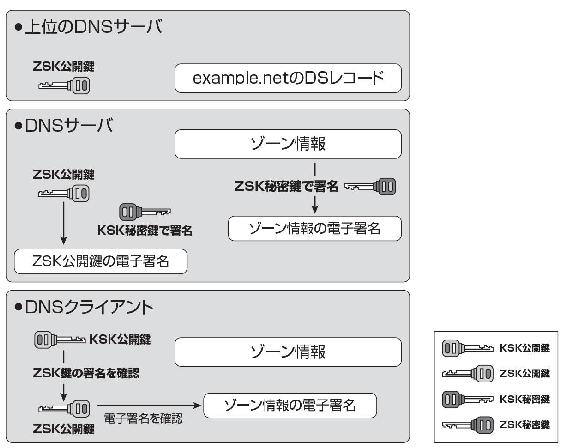 ●上位のDNSサーバ
ZSK公開鍵
example.netのDSレコード
●DNSサーバ
ゾーン情報
ZSK公開鍵
ZSK秘密鍵で署名
KSK秘密鍵で署名
ゾーン情報の電子署名
ZSK公開鍵の電子署名
●DNSクライアント
KSK公開鍵
ゾーン情報
ZSK鍵の署名を確認
電子署名を確認
ゾーン情報の電子署名
ZSK公開鍵
KSK公開鍵
ZSK公開鍵
KSK秘密鍵
ZSK秘密鍵